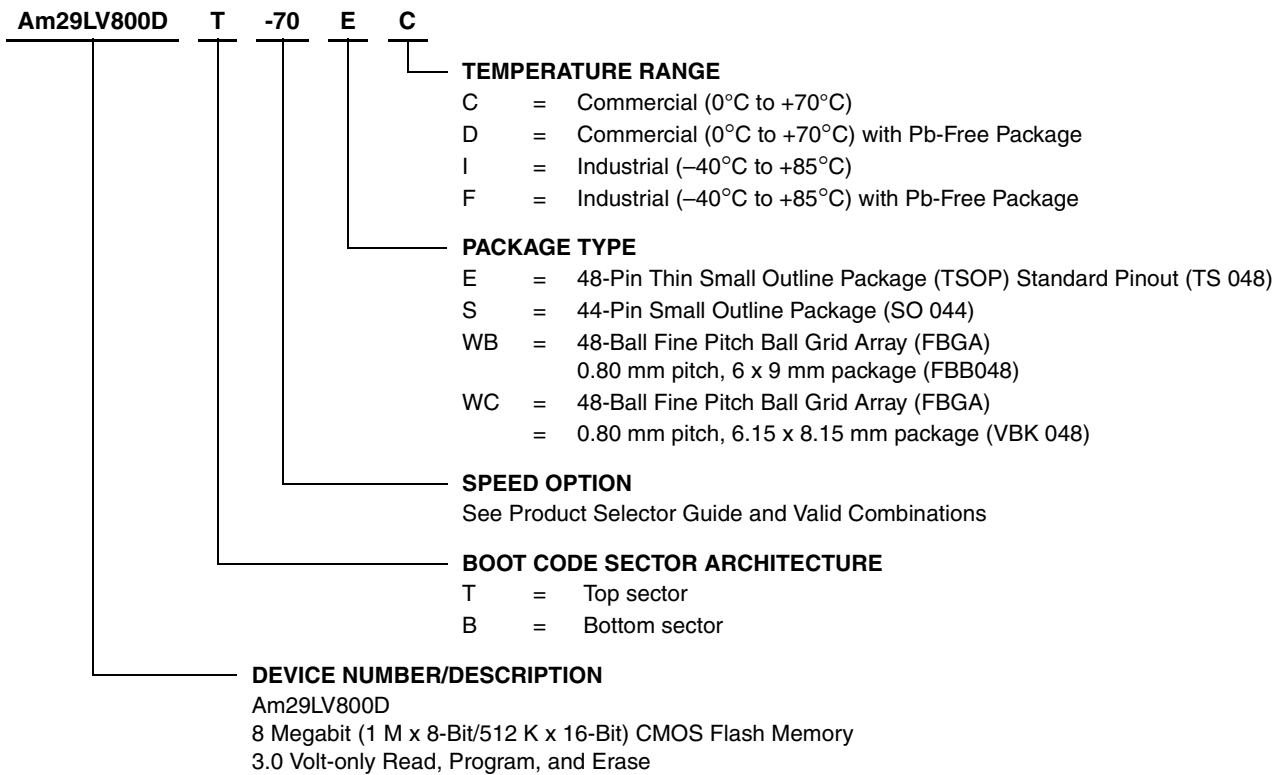 Am29LV800D T -70 E C
TEMPERATURE RANGE
C = Commercial (0°C to +70°C)
D = Commercial (0°C to +70°C) with Pb-Free Package
I = Industrial (–40°C to +85°C)
F = Industrial (–40°C to +85°C) with Pb-Free Package
PACKAGE TYPE
E = 48-Pin Thin Small Outline Package (TSOP) Standard Pinout (TS 048)
S = 44-Pin Small Outline Package (SO 044)
WB = 48-Ball Fine Pitch Ball Grid Array (FBGA)
0.80 mm pitch, 6 x 9 mm package (FBB048)
WC = 48-Ball Fine Pitch Ball Grid Array (FBGA)
= 0.80 mm pitch, 6.15 x 8.15 mm package (VBK 048)
SPEED OPTION
See Product Selector Guide and Valid Combinations
BOOT CODE SECTOR ARCHITECTURE
T = Top sector
B = Bottom sector
DEVICE NUMBER/DESCRIPTION
Am29LV800D
8 Megabit (1 M x 8-Bit/512 K x 16-Bit) CMOS Flash Memory
3.0 Volt-only Read, Program, and Erase